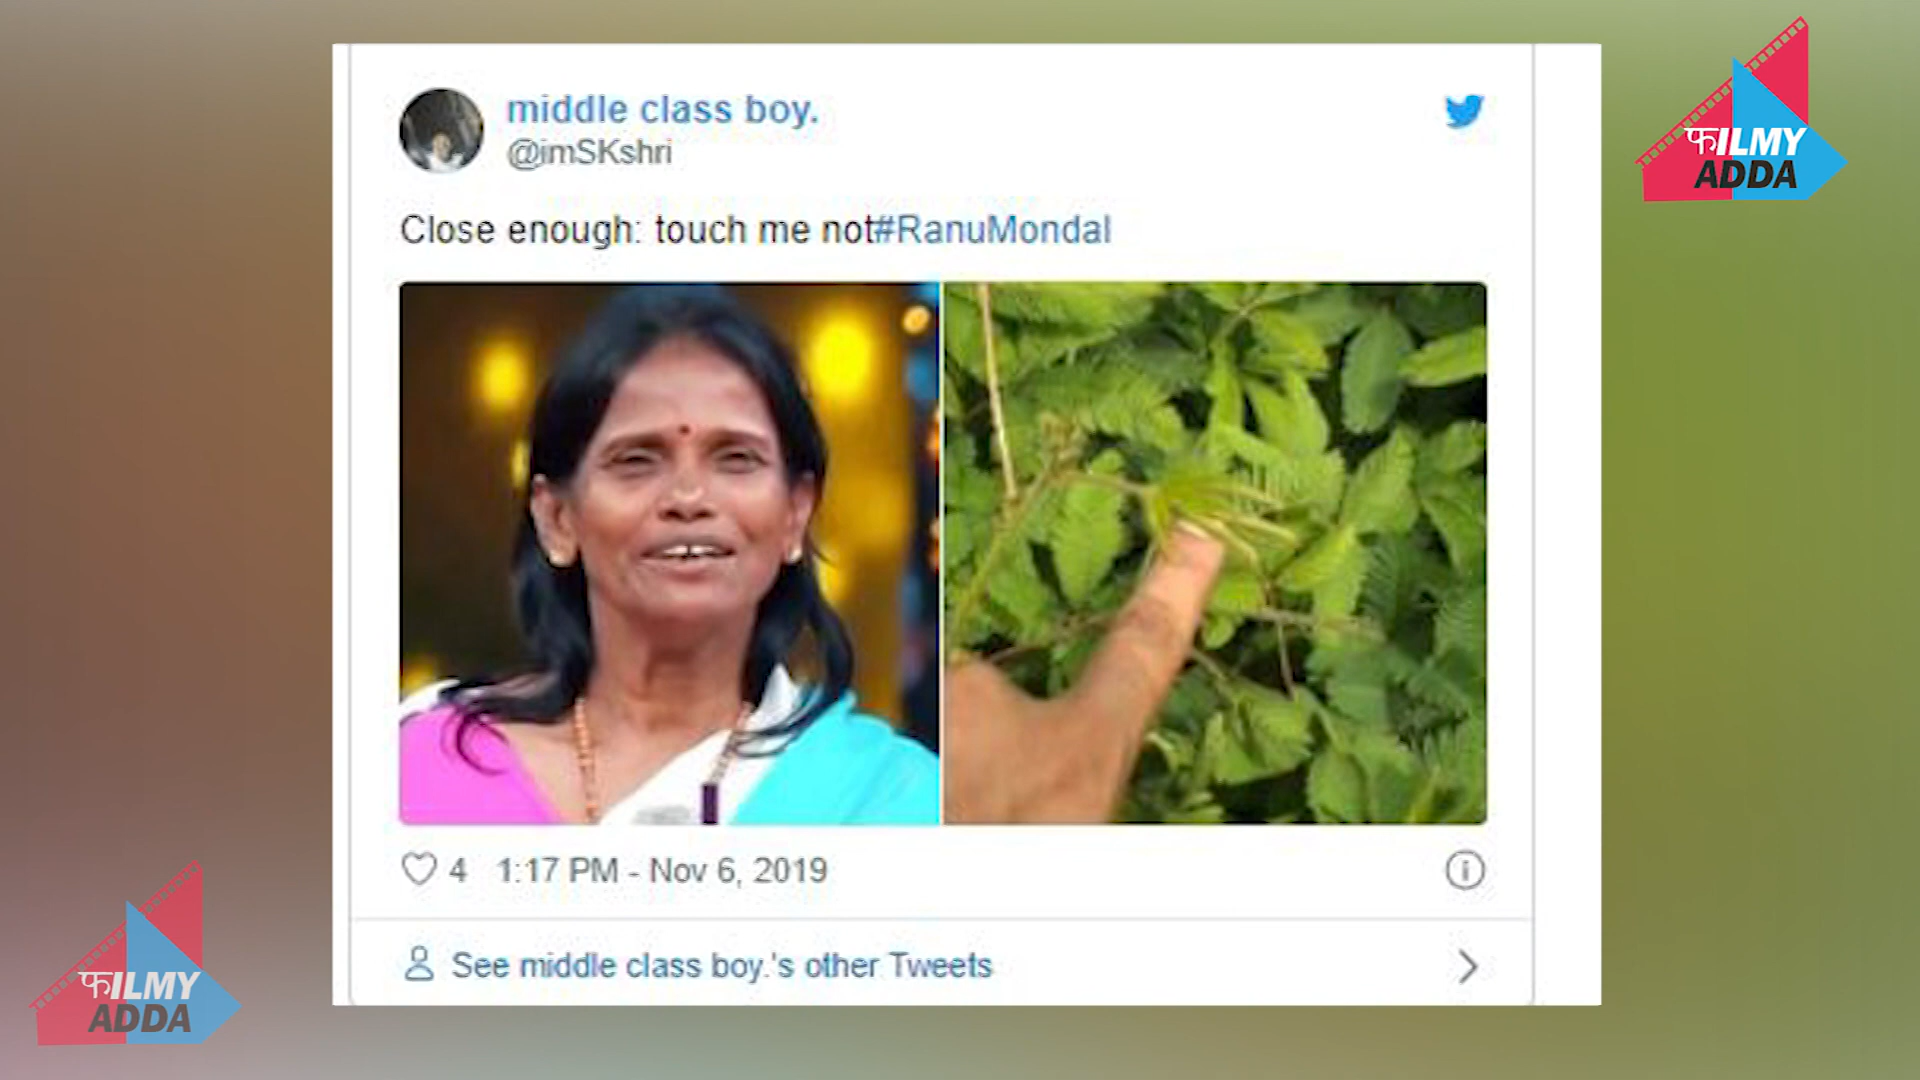 middle class boy.
@imSKshri
Close enough: touch me not#RanuMondal
4 1:17 PM - Nov 6, 2019
See middle class boy.'s other Tweets
फILMY
ADDA
फILMY
ADDA